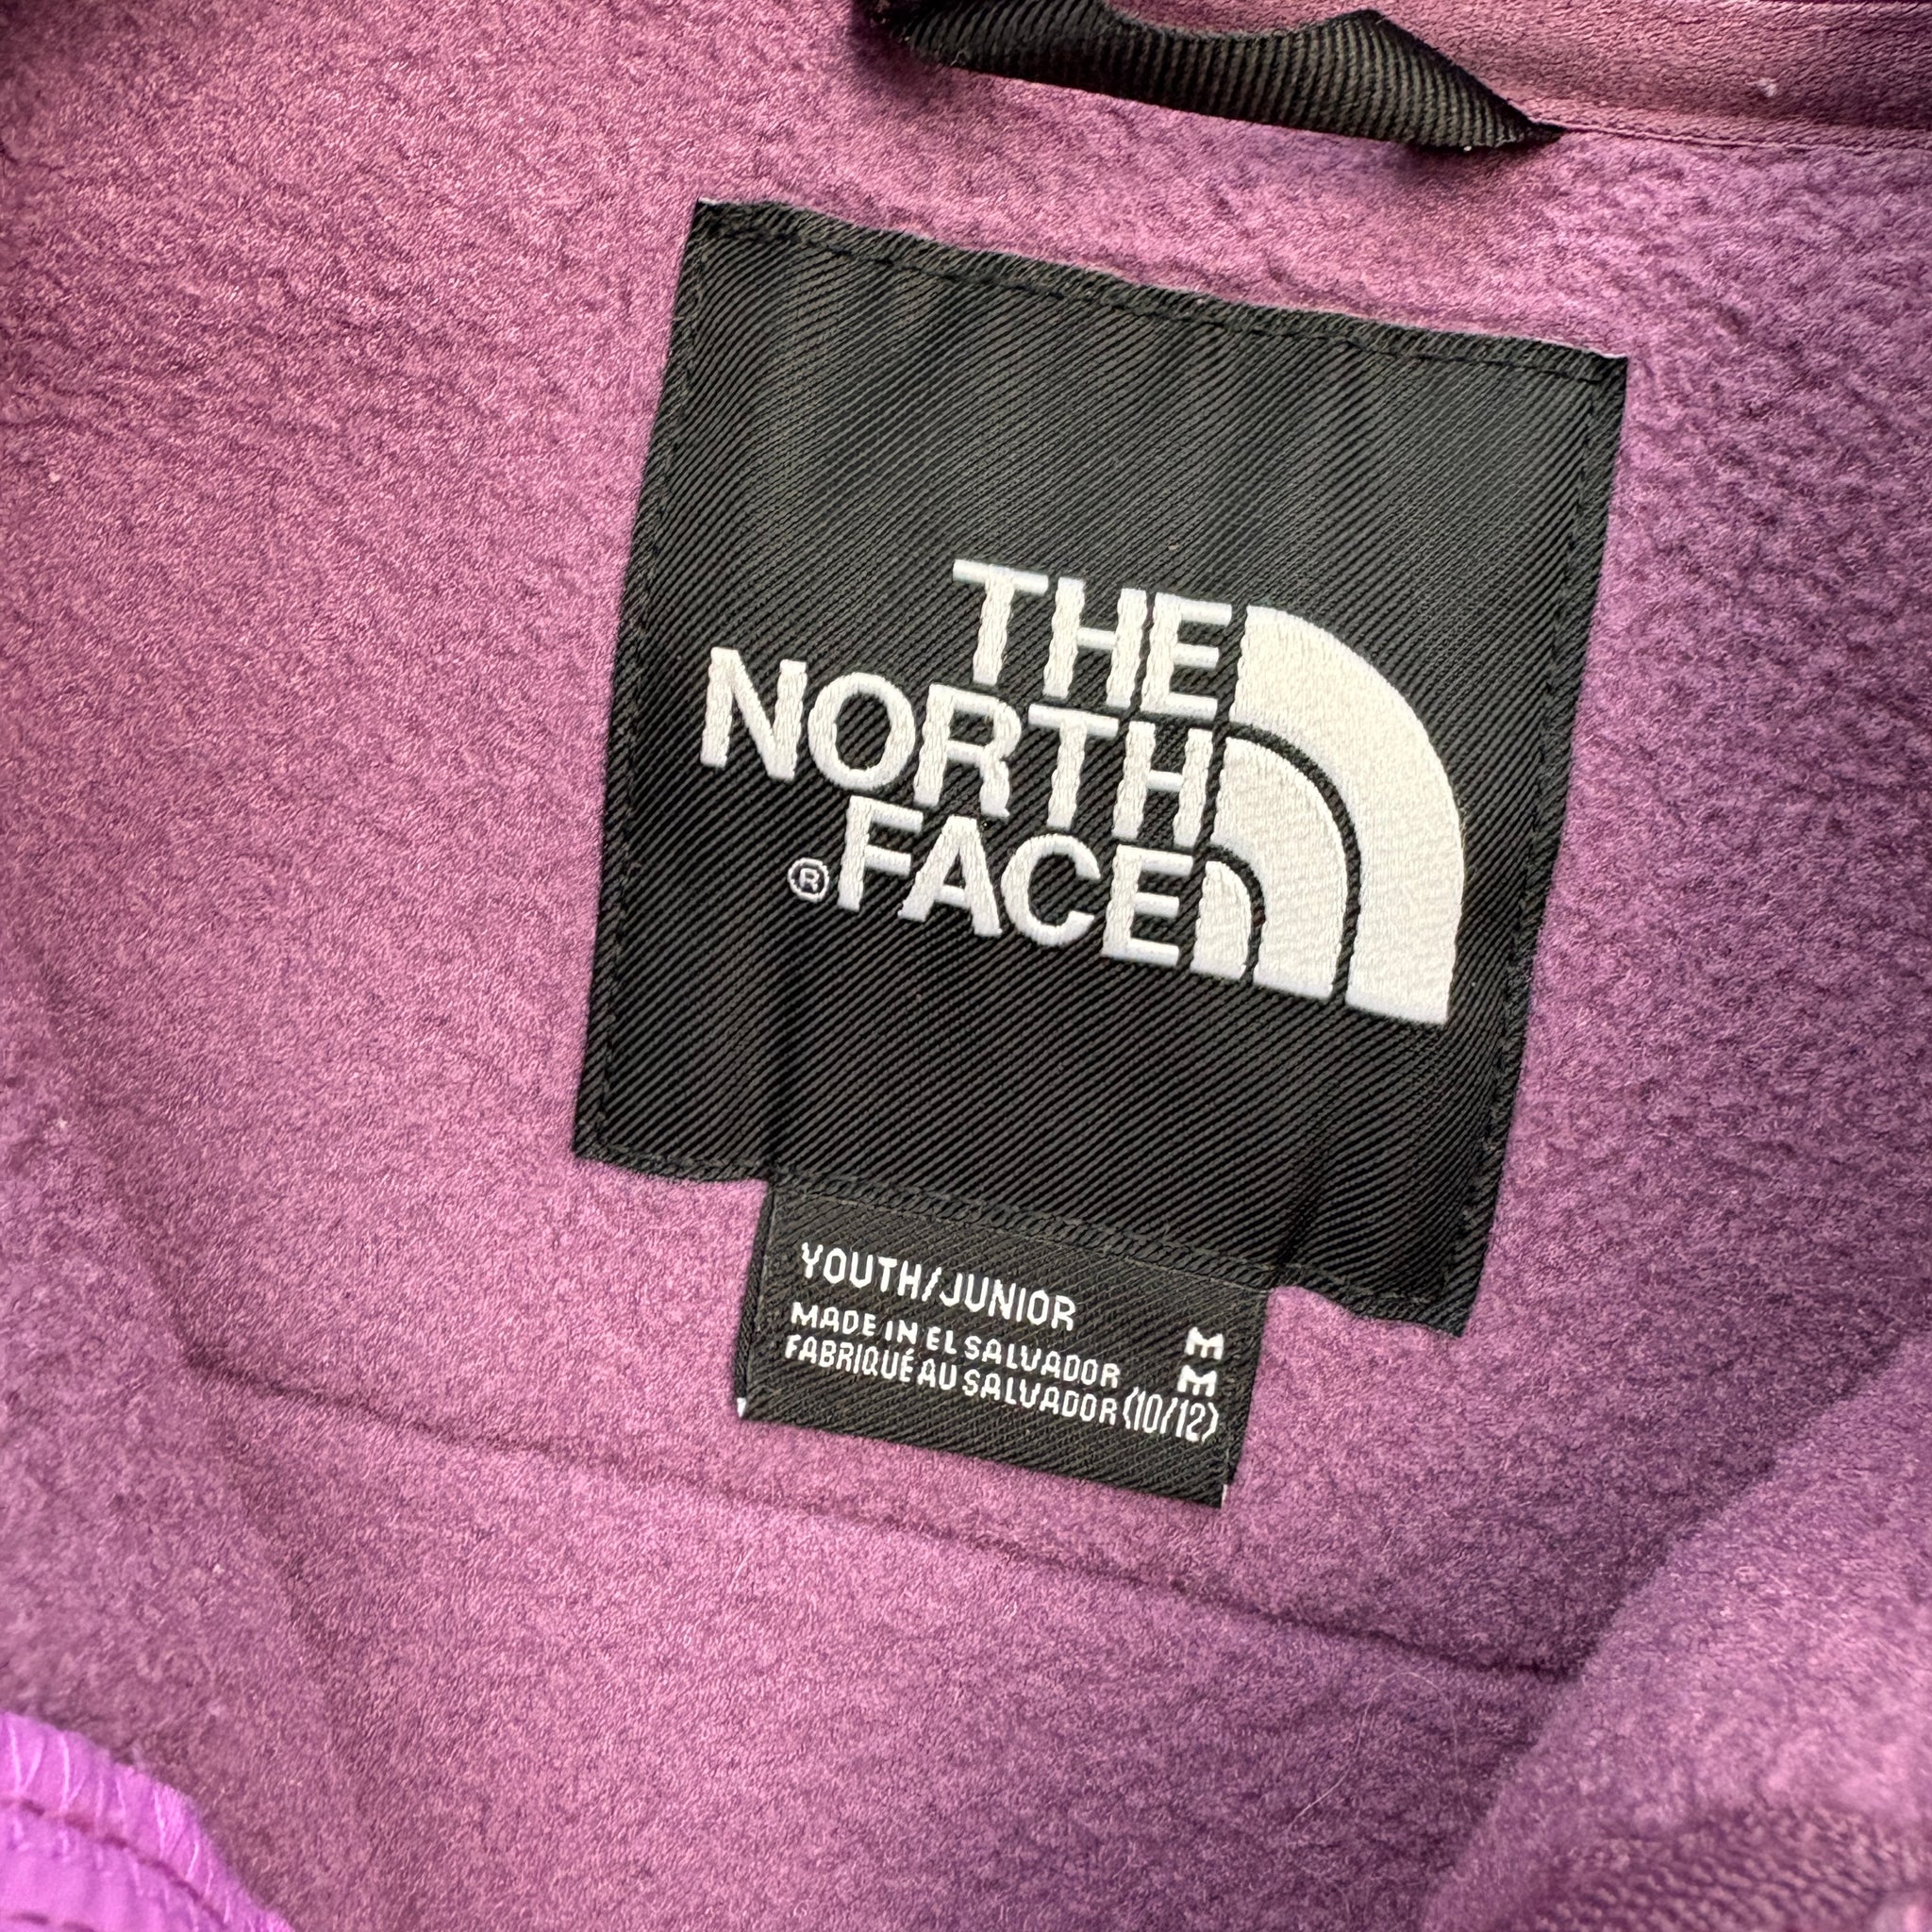 THE
NORTH
FACE
®
YOUTH/JUNIOR
MADE IN EL SALVADOR M
FABRIQUÉ AU SALVADOR M
(10/12)